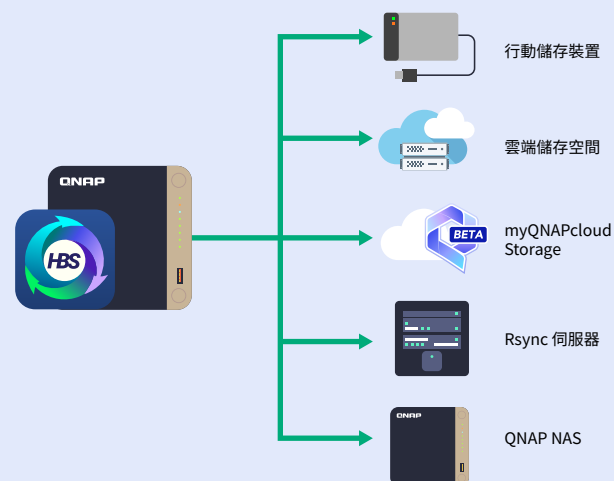 行動儲存裝置
雲端儲存空間
QNAP
HBS
BETA
myQNAPcloud
Storage
Rsync 伺服器
QNAP
QNAP NAS